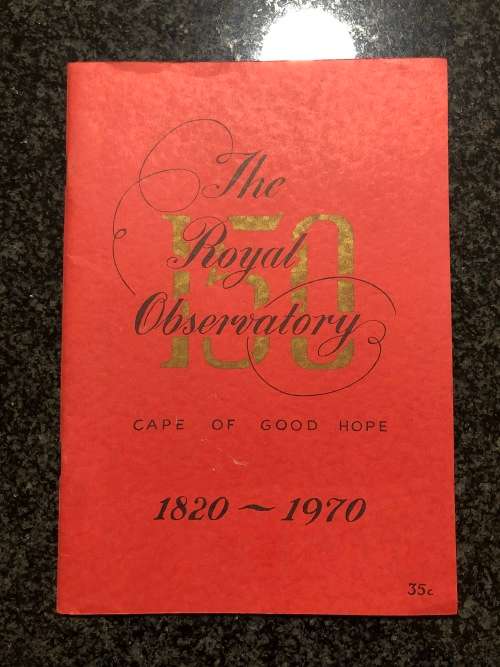 The
150
Royal
Observatory
CAPE OF GOOD HOPE
1820 ~ 1970
35c